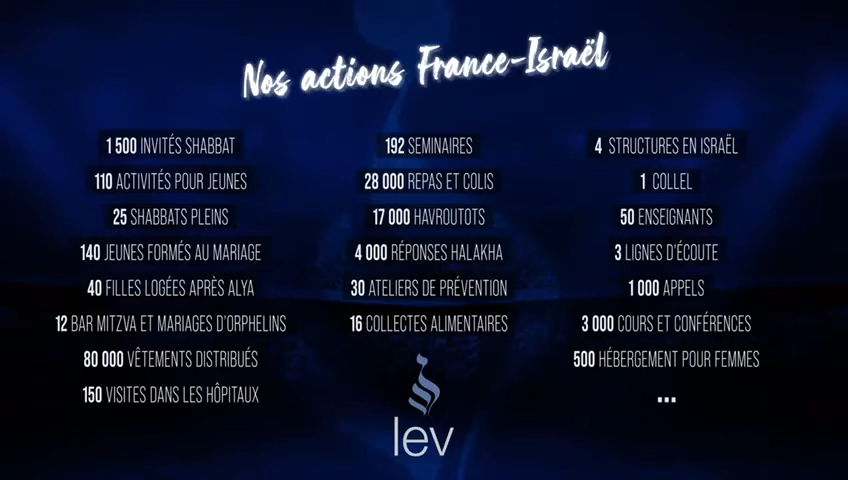 Nos actions France-Israël
1 500 INVITÉS SHABBAT
110 ACTIVITÉS POUR JEUNES
25 SHABBATS PLEINS
140 JEUNES FORMÉS AU MARIAGE
40 FILLES LOGÉES APRÈS ALYA
12 BAR MITZVA ET MARIAGES D'ORPHELINS
80 000 VÊTEMENTS DISTRIBUÉS
150 VISITES DANS LES HÔPITAUX
192 SEMINAIRES
28 000 REPAS ET COLIS
17 000 HAVROUTOTS
4 000 RÉPONSES HALAKHA
30 ATELIERS DE PRÉVENTION
16 COLLECTES ALIMENTAIRES
lev
4 STRUCTURES EN ISRAËL
1 COLLEL
50 ENSEIGNANTS
3 LIGNES D'ÉCOUTE
1 000 APPELS
3 000 COURS ET CONFÉRENCES
500 HÉBERGEMENT POUR FEMMES
...